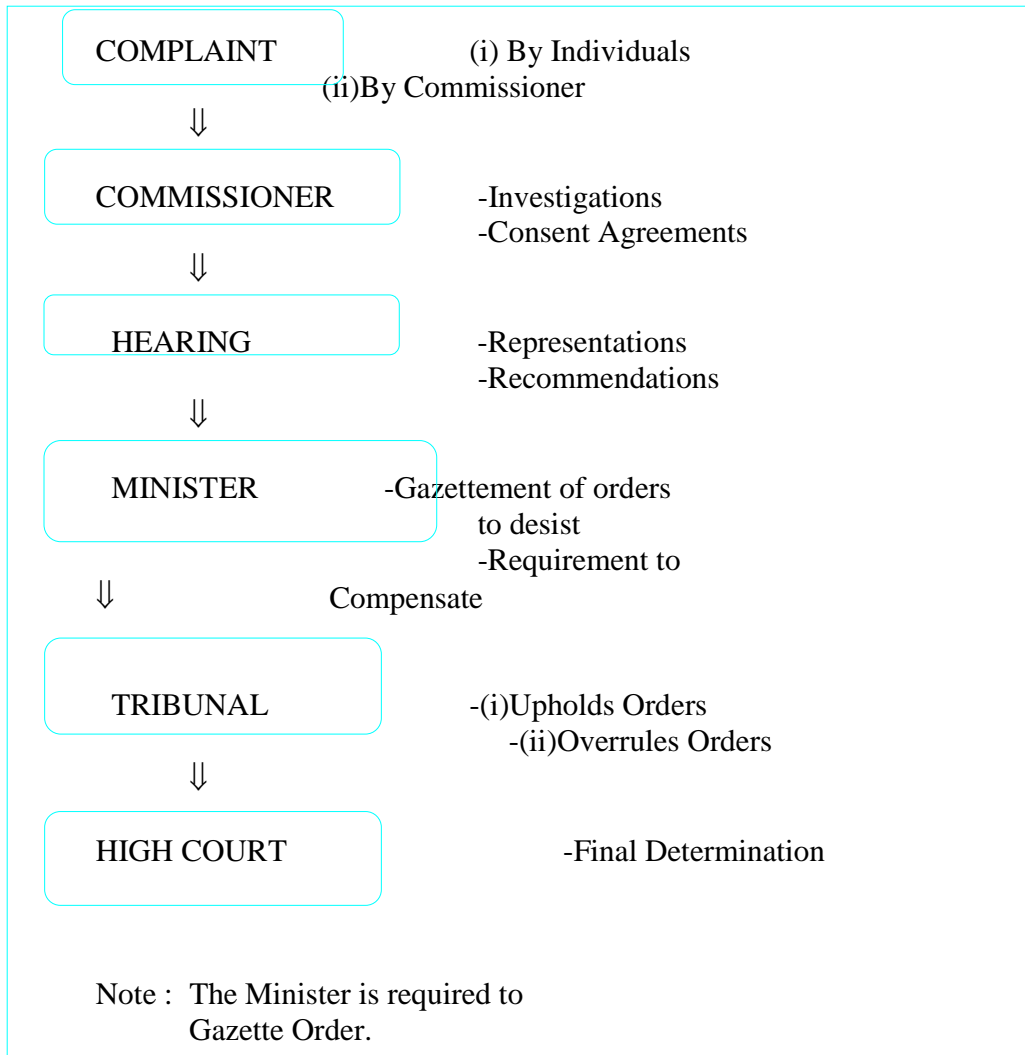 COMPLAINT (i) By Individuals
(ii)By Commissioner
⇓
COMMISSIONER -Investigations
-Consent Agreements
⇓
HEARING -Representations
-Recommendations
⇓
MINISTER -Gazettement of orders
to desist
-Requirement to
⇓ Compensate
TRIBUNAL -(i)Upholds Orders
-(ii)Overrules Orders
⇓
HIGH COURT -Final Determination
Note : The Minister is required to
Gazette Order.